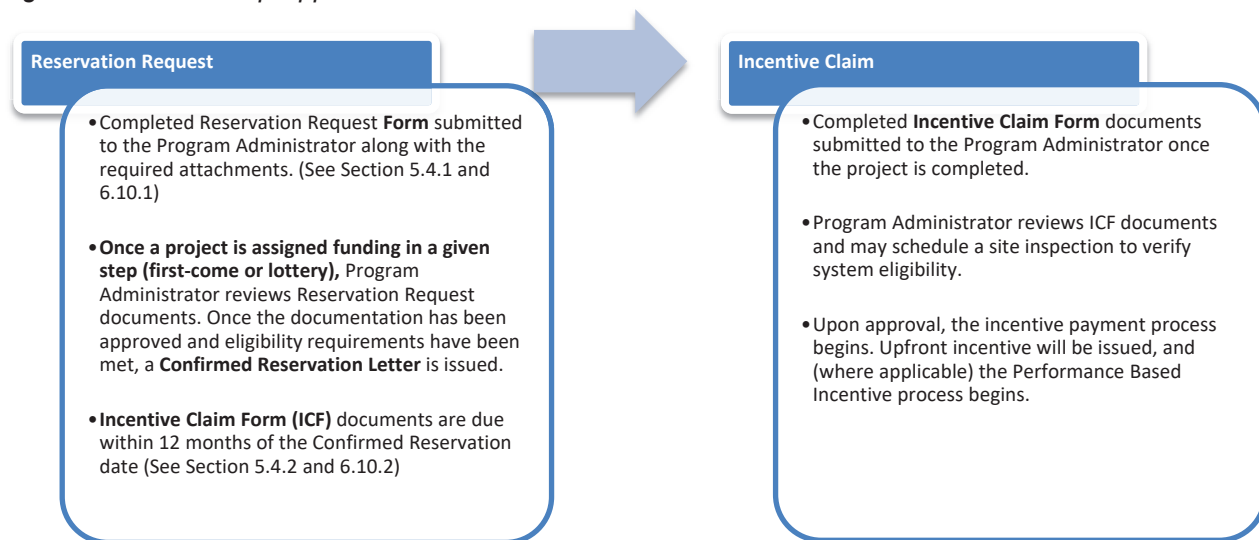 Reservation Request
•Completed Reservation Request Form submitted
to the Program Administrator along with the
required attachments. (See Section 5.4.1 and
6.10.1)
•Once a project is assigned funding in a given
step (first-come or lottery), Program
Administrator reviews Reservation Request
documents. Once the documentation has been
approved and eligibility requirements have been
met, a Confirmed Reservation Letter is issued.
•Incentive Claim Form (ICF) documents are due
within 12 months of the Confirmed Reservation
date (See Section 5.4.2 and 6.10.2)
Incentive Claim
•Completed Incentive Claim Form documents
submitted to the Program Administrator once
the project is completed.
•Program Administrator reviews ICF documents
and may schedule a site inspection to verify
system eligibility.
•Upon approval, the incentive payment process
begins. Upfront incentive will be issued, and
(where applicable) the Performance Based
Incentive process begins.